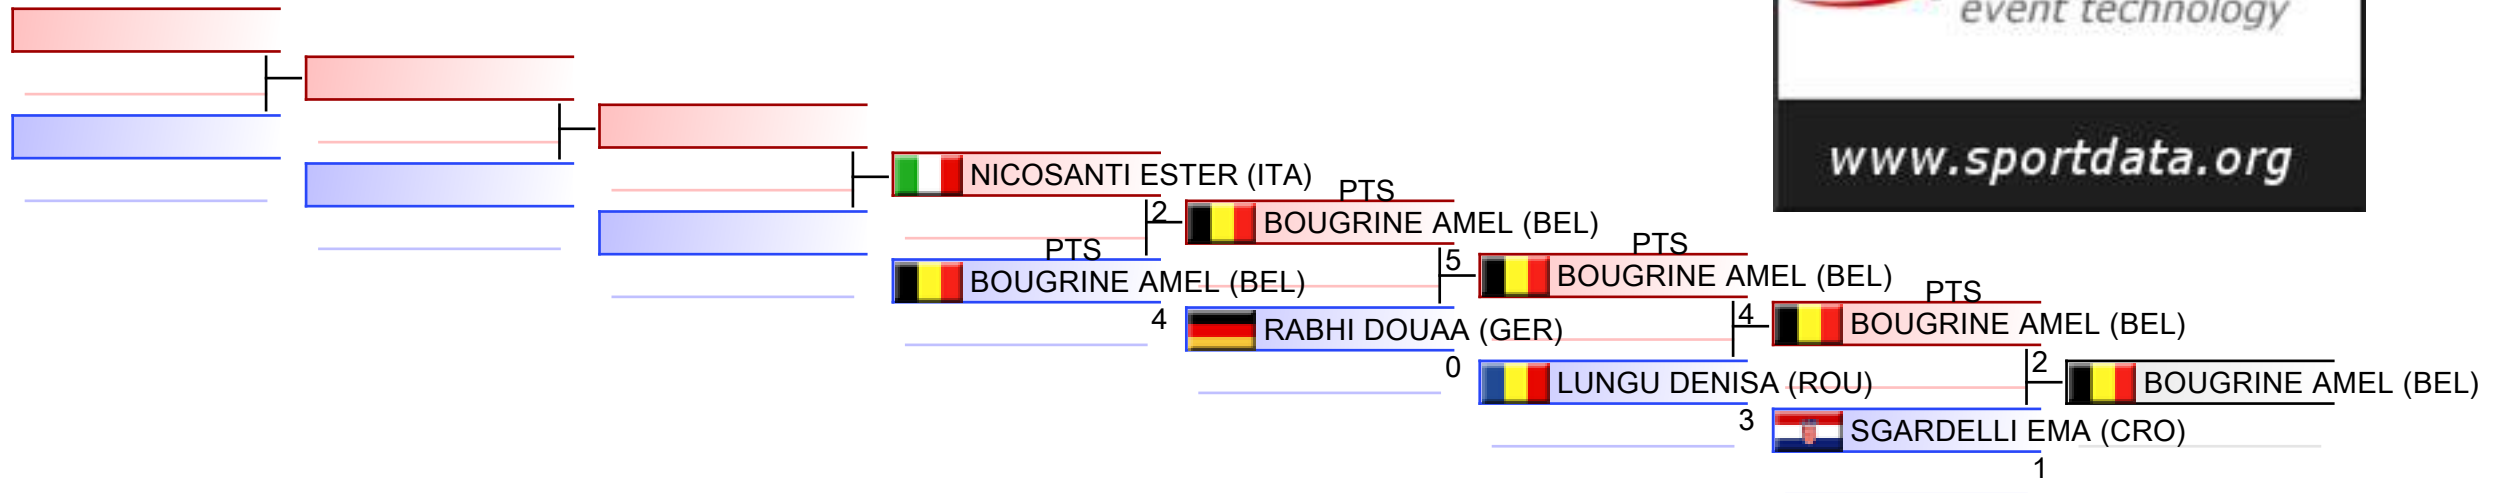 event technology
www.sportdata.org
NICOSANTI ESTER (ITA)
2
PTS
BOUGRINE AMEL (BEL)
4
PTS
BOUGRINE AMEL (BEL)
5
RABHI DOUAA (GER)
0
PTS
BOUGRINE AMEL (BEL)
4
LUNGU DENISA (ROU)
3
PTS
BOUGRINE AMEL (BEL)
2
SGARDELLI EMA (CRO)
1
BOUGRINE AMEL (BEL)